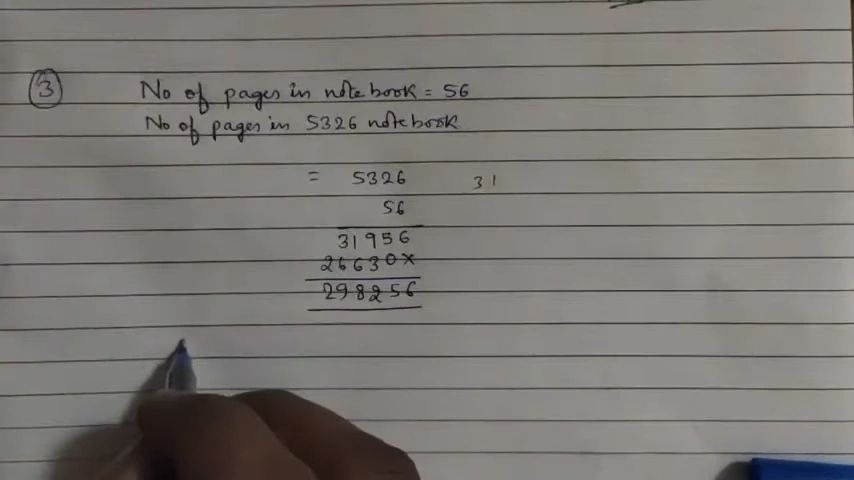 3 No of pages in notebook = 56
No of pages in 5326 notebook
= 5326 31
56
31956
26630x
298256